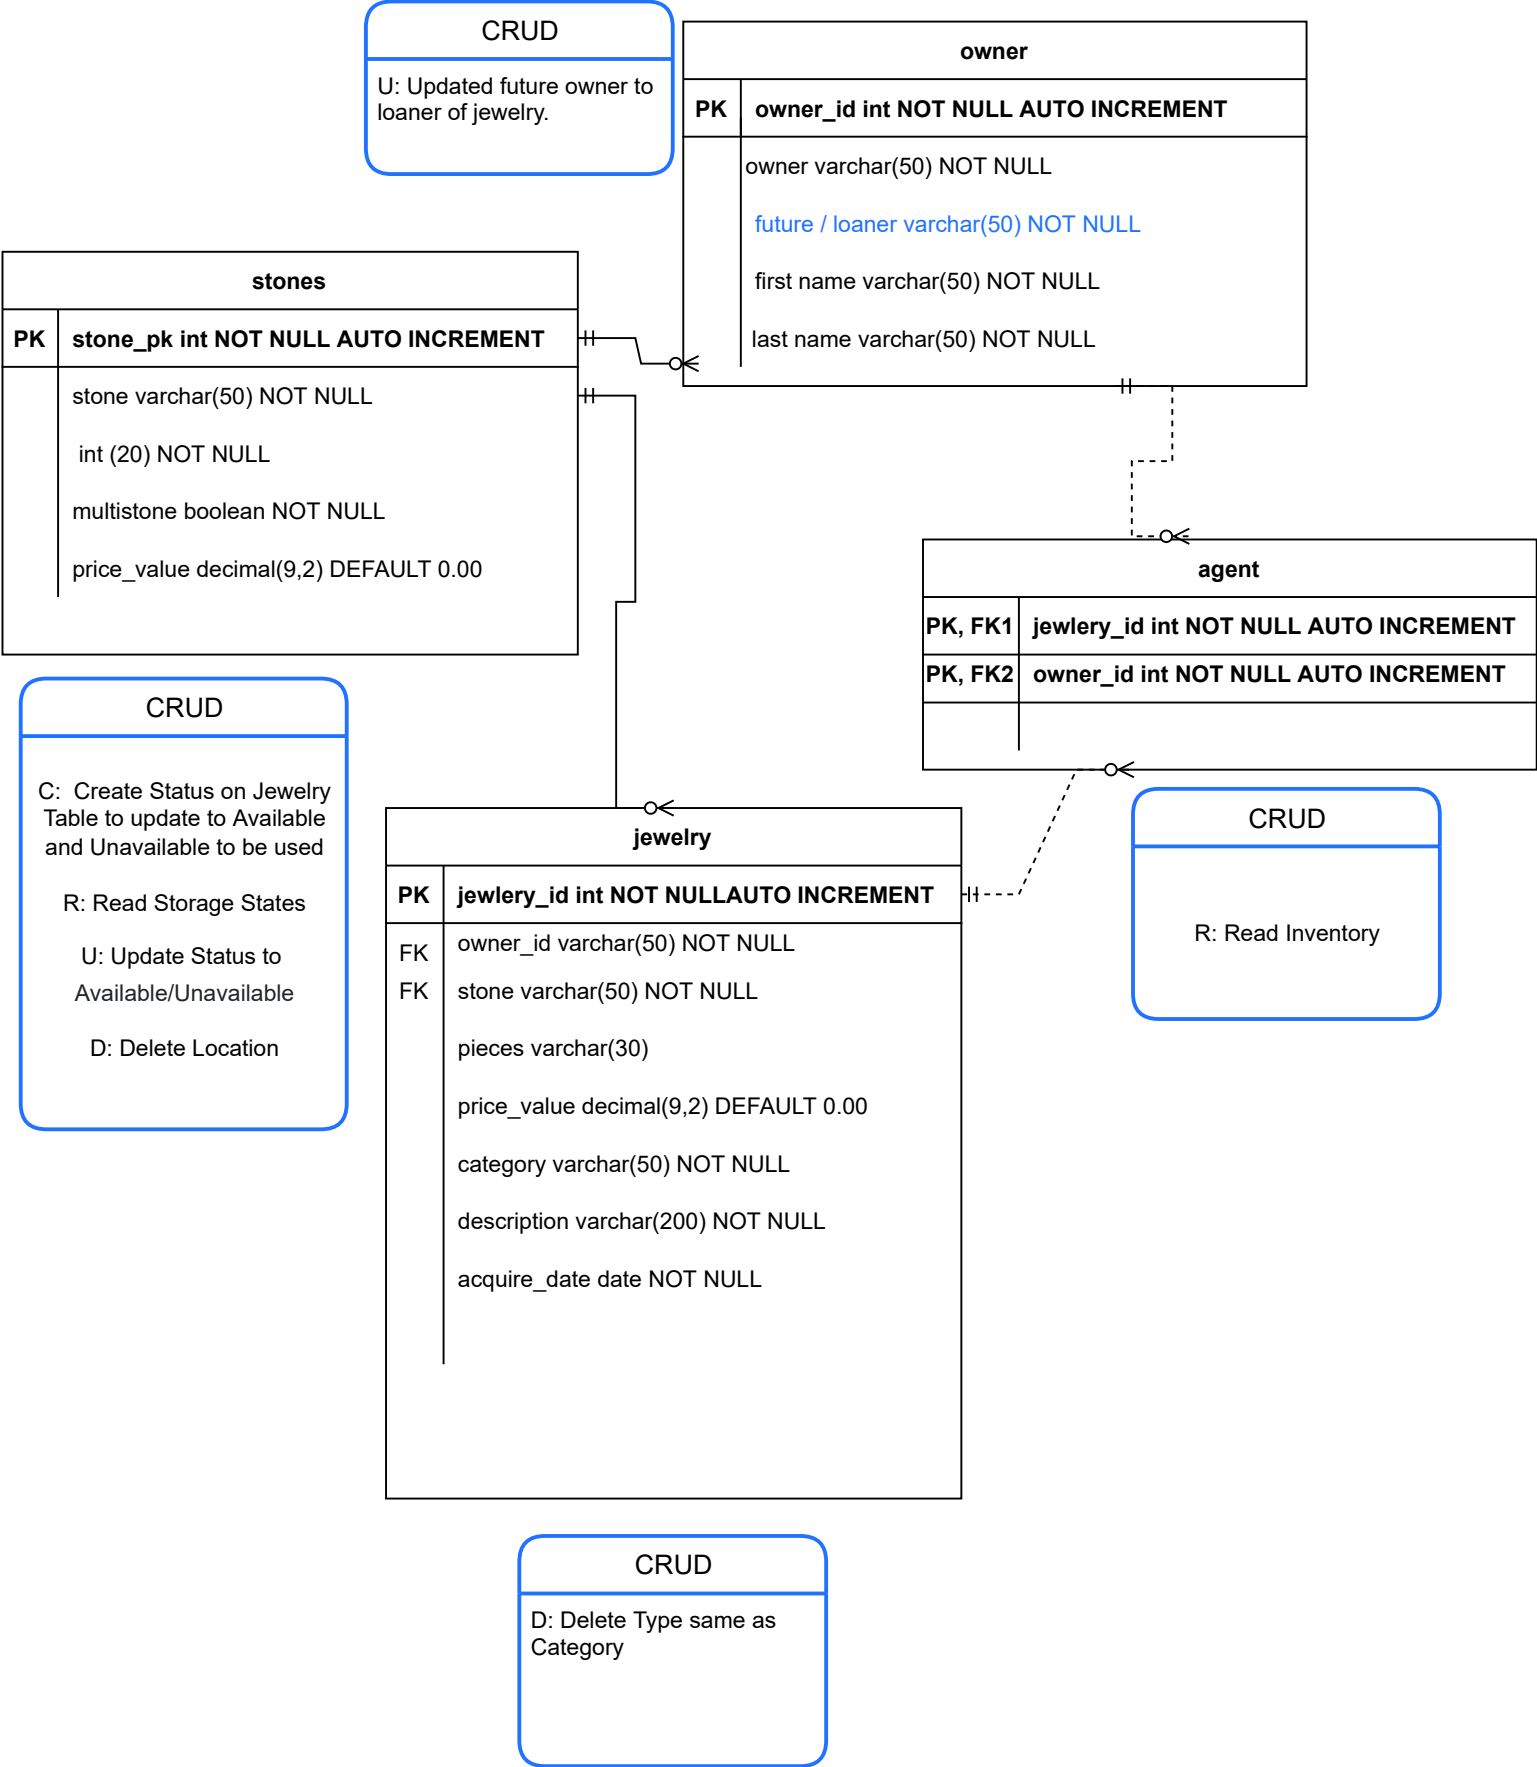 CRUD
U: Updated future owner to
loaner of jewelry.
owner
PK owner_id int NOT NULL AUTO INCREMENT
owner varchar(50) NOT NULL
future / loaner varchar(50) NOT NULL
first name varchar(50) NOT NULL
last name varchar(50) NOT NULL
stones
PK stone_pk int NOT NULL AUTO INCREMENT
stone varchar(50) NOT NULL
int (20) NOT NULL
multistone boolean NOT NULL
price_value decimal(9,2) DEFAULT 0.00
agent
PK, FK1 jewlery_id int NOT NULL AUTO INCREMENT
PK, FK2 owner_id int NOT NULL AUTO INCREMENT
CRUD
C:  Create Status on Jewelry
Table to update to Available
and Unavailable to be used
R: Read Storage States
U: Update Status to
Available/Unavailable
D: Delete Location
jewelry
PK jewlery_id int NOT NULLAUTO INCREMENT
FK owner_id varchar(50) NOT NULL
FK stone varchar(50) NOT NULL
pieces varchar(30)
price_value decimal(9,2) DEFAULT 0.00
category varchar(50) NOT NULL
description varchar(200) NOT NULL
acquire_date date NOT NULL
CRUD
R: Read Inventory
CRUD
D: Delete Type same as
Category